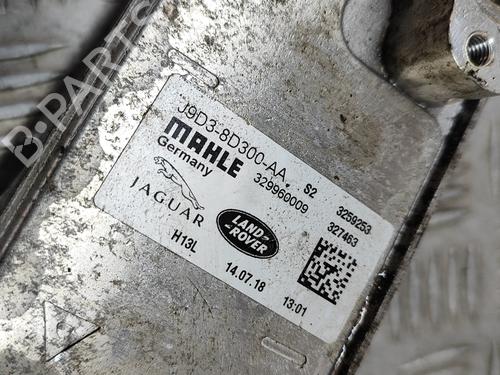 B-PARTS
J9D3-8D300-AA S2
MAHLE 329960009
Germany
3259253
327463
JAGUAR
LAND-
ROVER
H13L
14.07.18 13:01